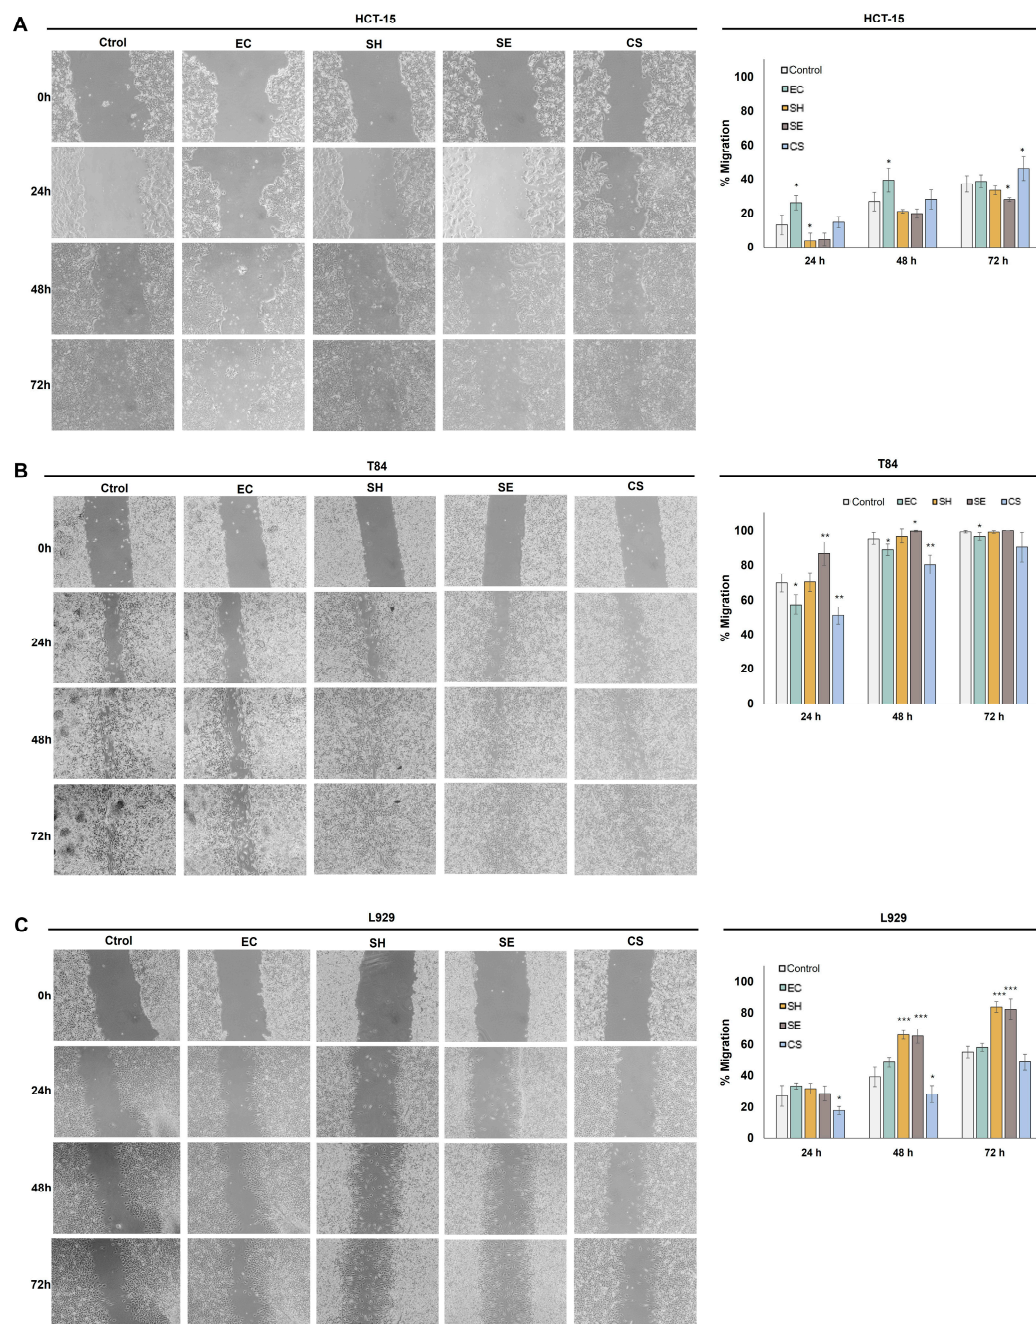 A
HCT-15
Ctrol EC SH SE CS
0h
24h
48h
72h
HCT-15
% Migration
100
80
60
40
20
0
Control
EC
SH
SE
CS
* * * * *
*
24 h 48 h 72 h
B
T84
Ctrol EC SH SE CS
0h
24h
48h
72h
T84
Control EC SH SE CS
% Migration
100
80
60
40
20
0
* ** ** * * ** *
24 h 48 h 72 h
C
L929
Ctrol EC SH SE CS
0h
24h
48h
72h
L929
% Migration
100
80
60
40
20
0
Control
EC
SH
SE
CS
* *** *** * *** ***
24 h 48 h 72 h